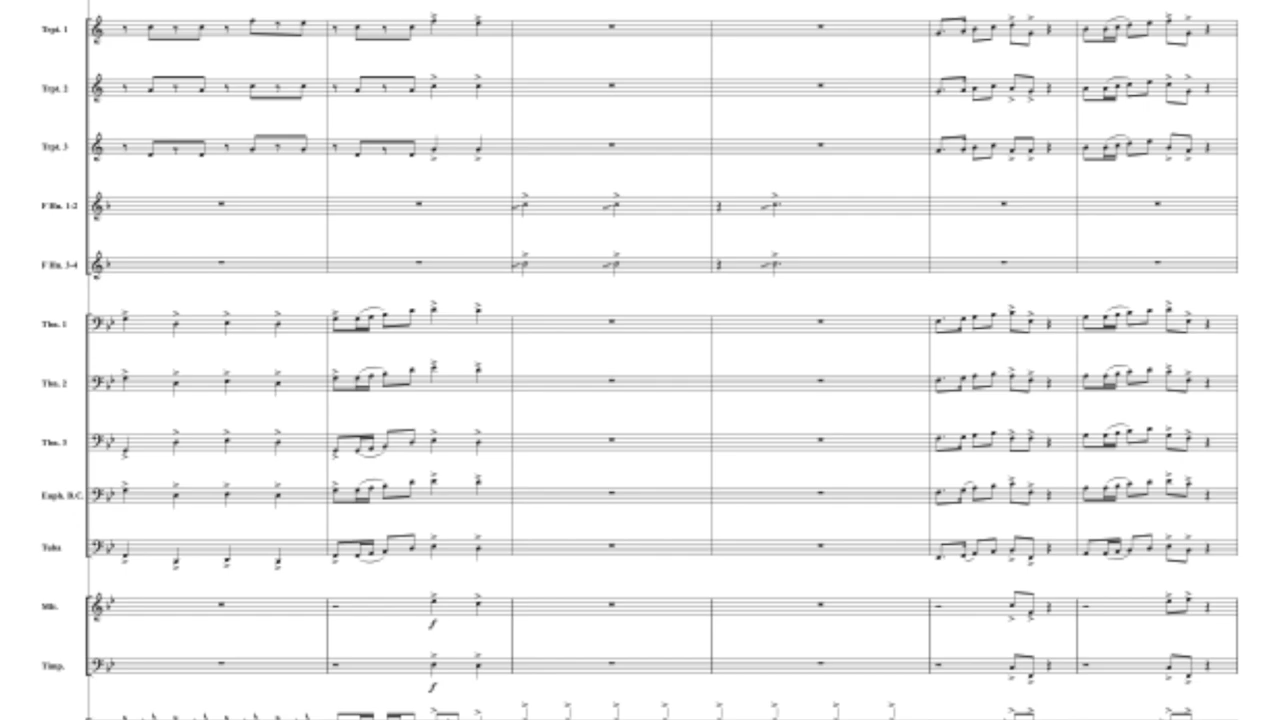 Trpt. 1
Trpt. 2
Trpt. 3
F Hn. 1-2
F Hn. 3-4
Tbn. 1
Tbn. 2
Tbn. 3
Euph. B.C.
Tuba
Mlt.
f
Timp.
f